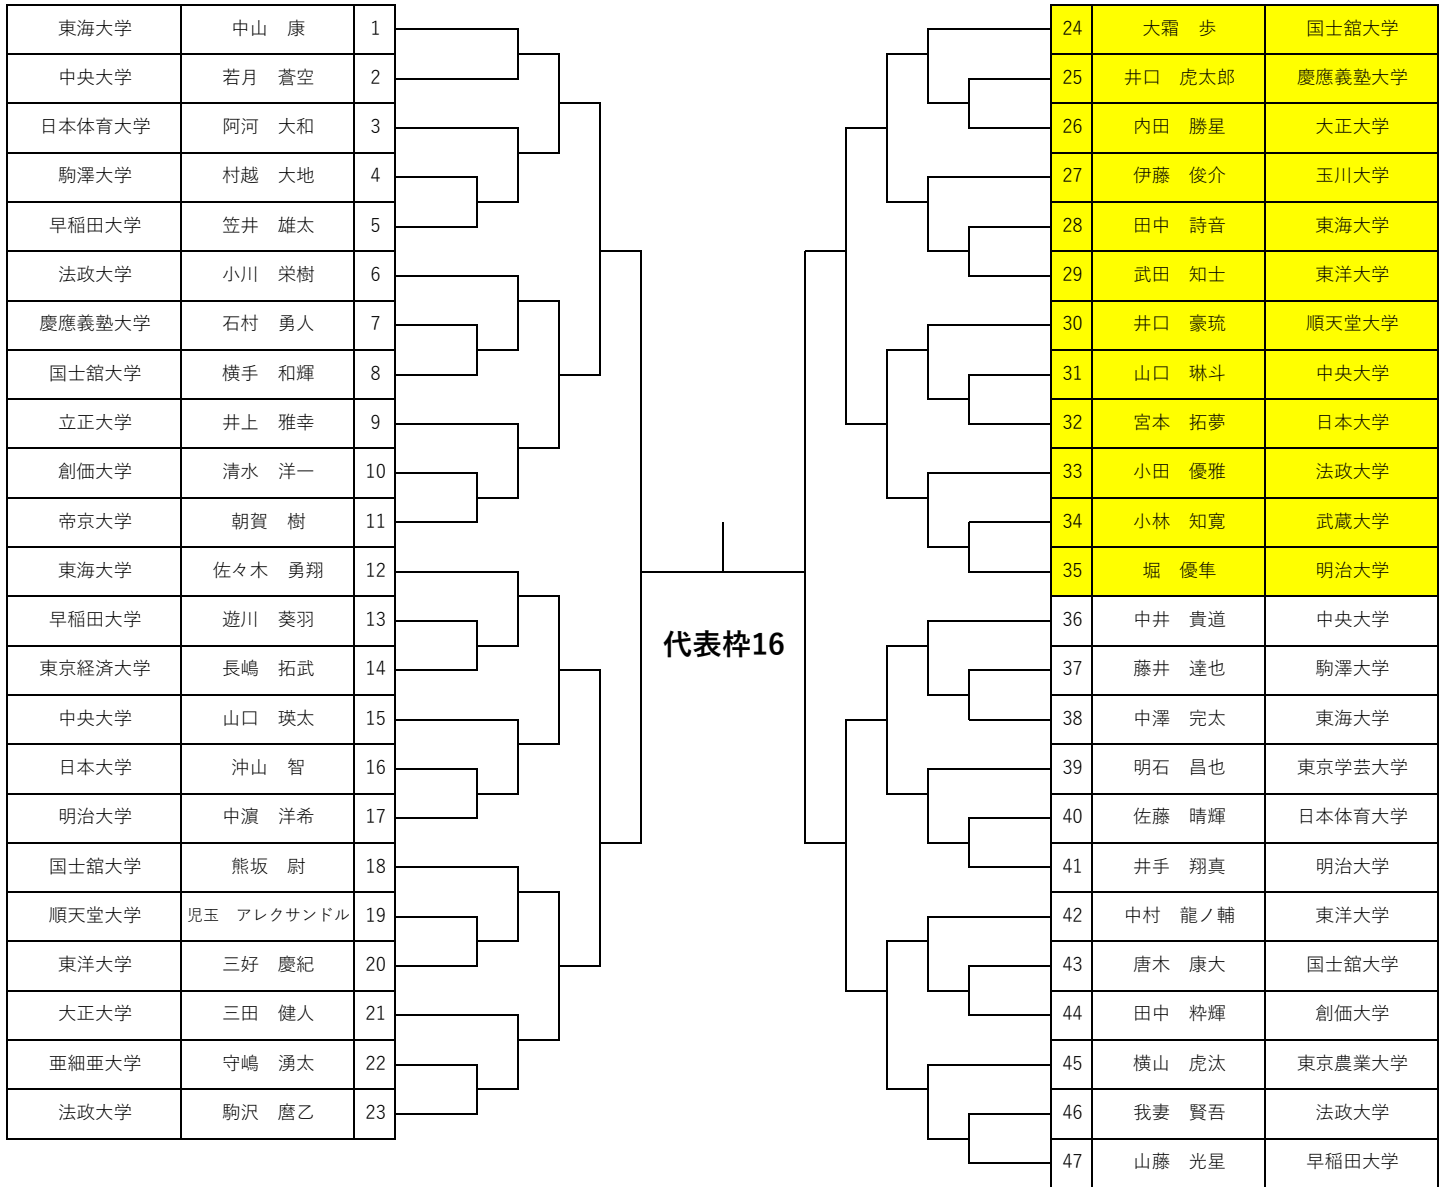 東海大学 中山 康 1
中央大学 若月 蒼空 2
日本体育大学 阿河 大和 3
駒澤大学 村越 大地 4
早稲田大学 笠井 雄太 5
法政大学 小川 栄樹 6
慶應義塾大学 石村 勇人 7
国士舘大学 横手 和輝 8
立正大学 井上 雅幸 9
創価大学 清水 洋一 10
帝京大学 朝賀 樹 11
東海大学 佐々木 勇翔 12
早稲田大学 遊川 葵羽 13
東京経済大学 長嶋 拓武 14
中央大学 山口 瑛太 15
日本大学 沖山 智 16
明治大学 中濵 洋希 17
国士舘大学 熊坂 尉 18
順天堂大学 児玉 アレクサンドル 19
東洋大学 三好 慶紀 20
大正大学 三田 健人 21
亜細亜大学 守嶋 湧太 22
法政大学 駒沢 麿乙 23
代表枠16
24 大霜 歩 国士舘大学
25 井口 虎太郎 慶應義塾大学
26 内田 勝星 大正大学
27 伊藤 俊介 玉川大学
28 田中 詩音 東海大学
29 武田 知士 東洋大学
30 井口 豪琉 順天堂大学
31 山口 琳斗 中央大学
32 宮本 拓夢 日本大学
33 小田 優雅 法政大学
34 小林 知寛 武蔵大学
35 堀 優隼 明治大学
36 中井 貴道 中央大学
37 藤井 達也 駒澤大学
38 中澤 完太 東海大学
39 明石 昌也 東京学芸大学
40 佐藤 晴輝 日本体育大学
41 井手 翔真 明治大学
42 中村 龍ノ輔 東洋大学
43 唐木 康大 国士舘大学
44 田中 粋輝 創価大学
45 横山 虎汰 東京農業大学
46 我妻 賢吾 法政大学
47 山藤 光星 早稲田大学